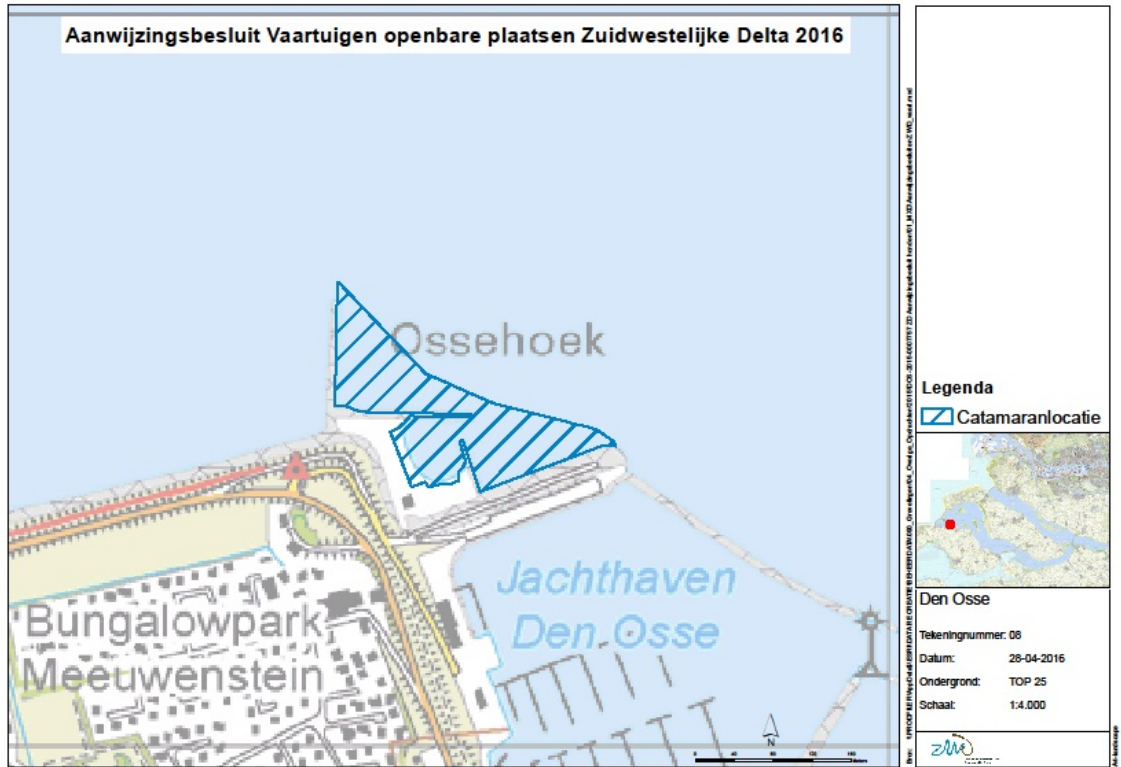 Aanwijzingsbesluit Vaartuigen openbare plaatsen Zuidwestelijke Delta 2016
Ossehoek
Jachthaven
Den Osse
Bungalowpark
Meeuwenstein
N
Legenda
Catamaranlocatie
Den Osse
Tekeningnummer: 08
Datum: 28-04-2016
Ondergrond: TOP 25
Schaal: 1:4.000